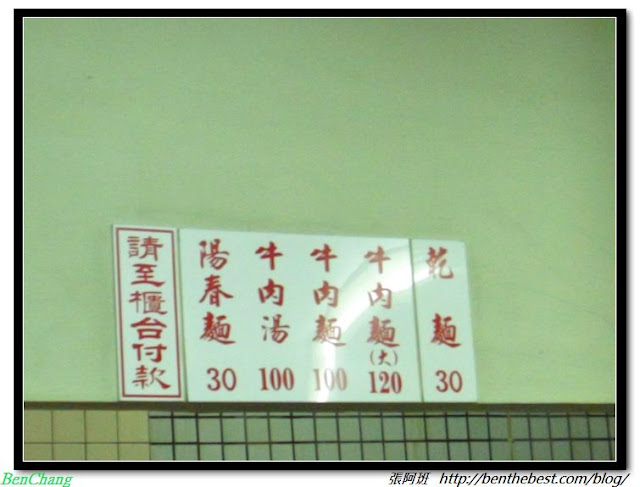 請至櫃台付款
陽春麵 30
牛肉湯 100
牛肉麵 100
牛肉麵(大) 120
乾麵 30
BenChang
張阿班 http://benthebest.com/blog/